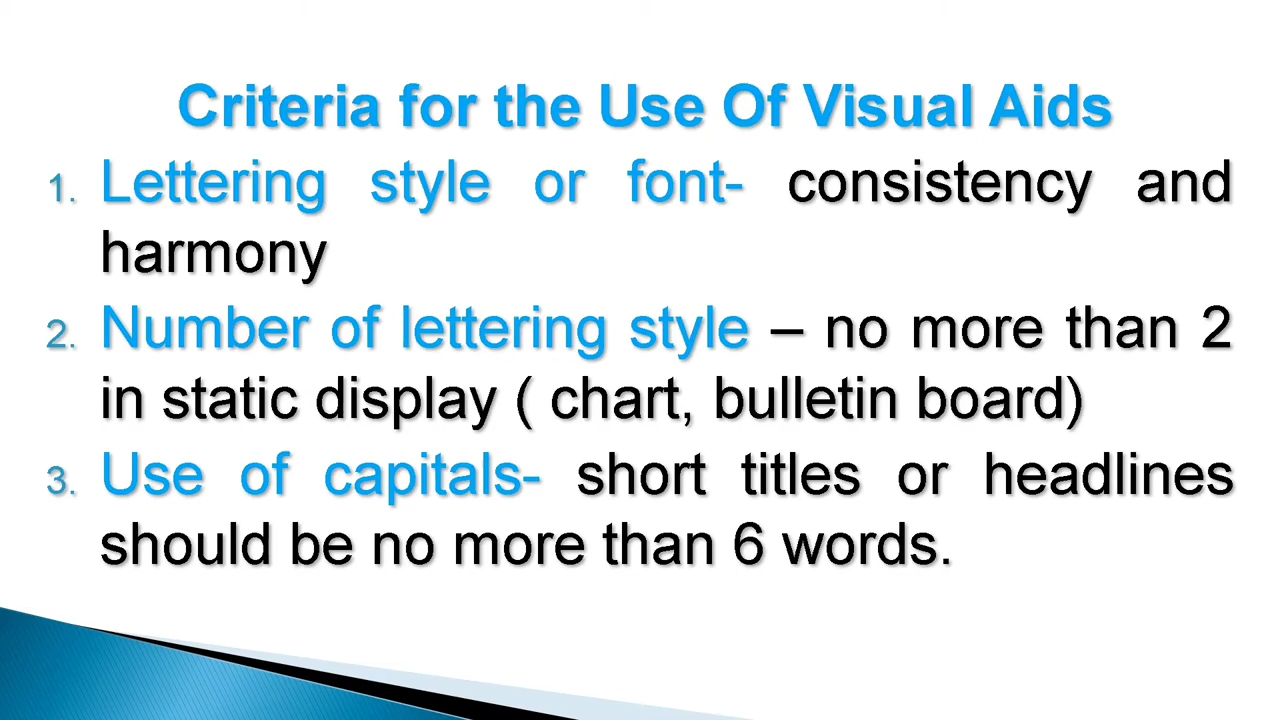 Criteria for the Use Of Visual Aids
1. Lettering style or font- consistency and
harmony
2. Number of lettering style – no more than 2
in static display ( chart, bulletin board)
3. Use of capitals- short titles or headlines
should be no more than 6 words.